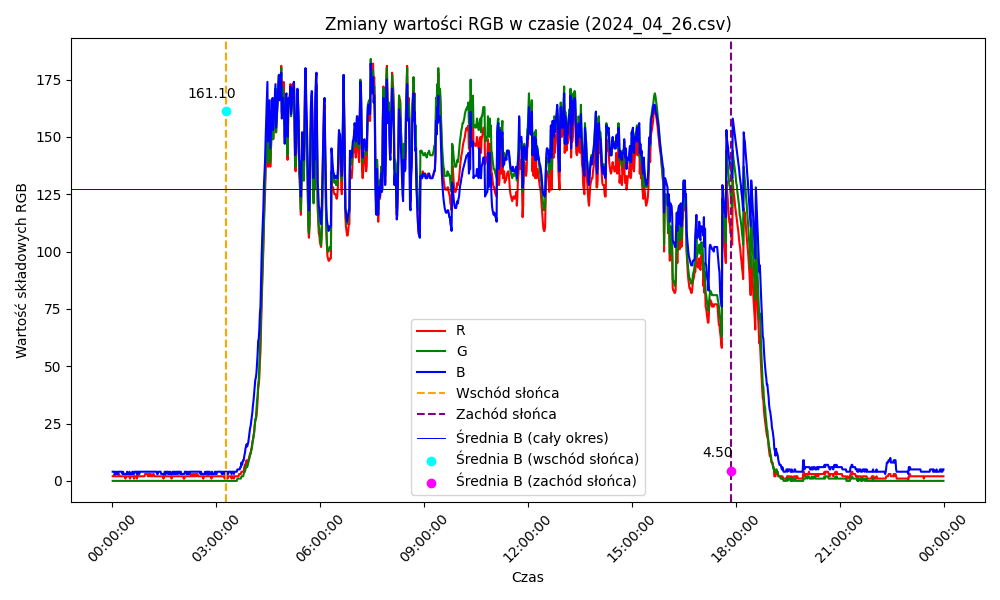 Zmiany wartości RGB w czasie (2024_04_26.csv)
Wartość składowych RGB
175
150
125
100
75
50
25
0
161.10
4.50
R
G
B
Wschód słońca
Zachód słońca
Średnia B (cały okres)
Średnia B (wschód słońca)
Średnia B (zachód słońca)
00:00:00
03:00:00
06:00:00
09:00:00
12:00:00
15:00:00
18:00:00
21:00:00
00:00:00
Czas